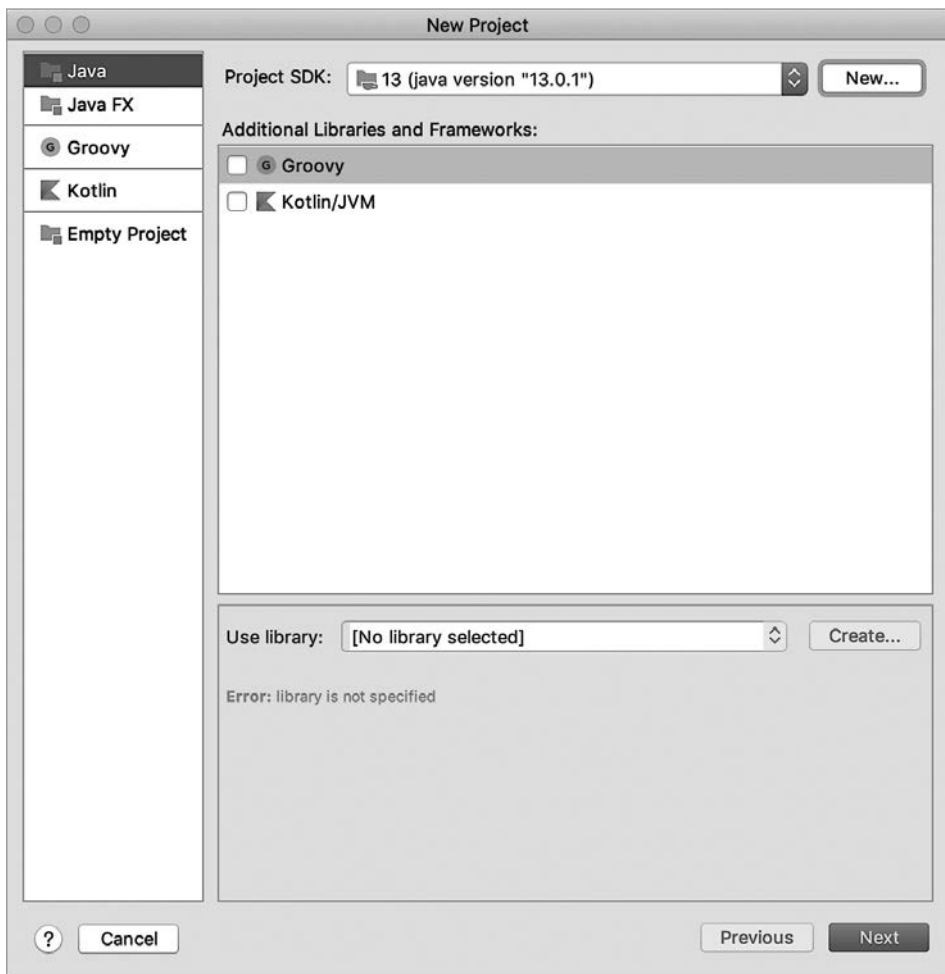 New Project
Java
Java FX
Groovy
Kotlin
Empty Project
Project SDK: 13 (java version "13.0.1") New...
Additional Libraries and Frameworks:
G Groovy
Kotlin/JVM
Use library: [No library selected] Create...
Error: library is not specified
? Cancel Previous Next